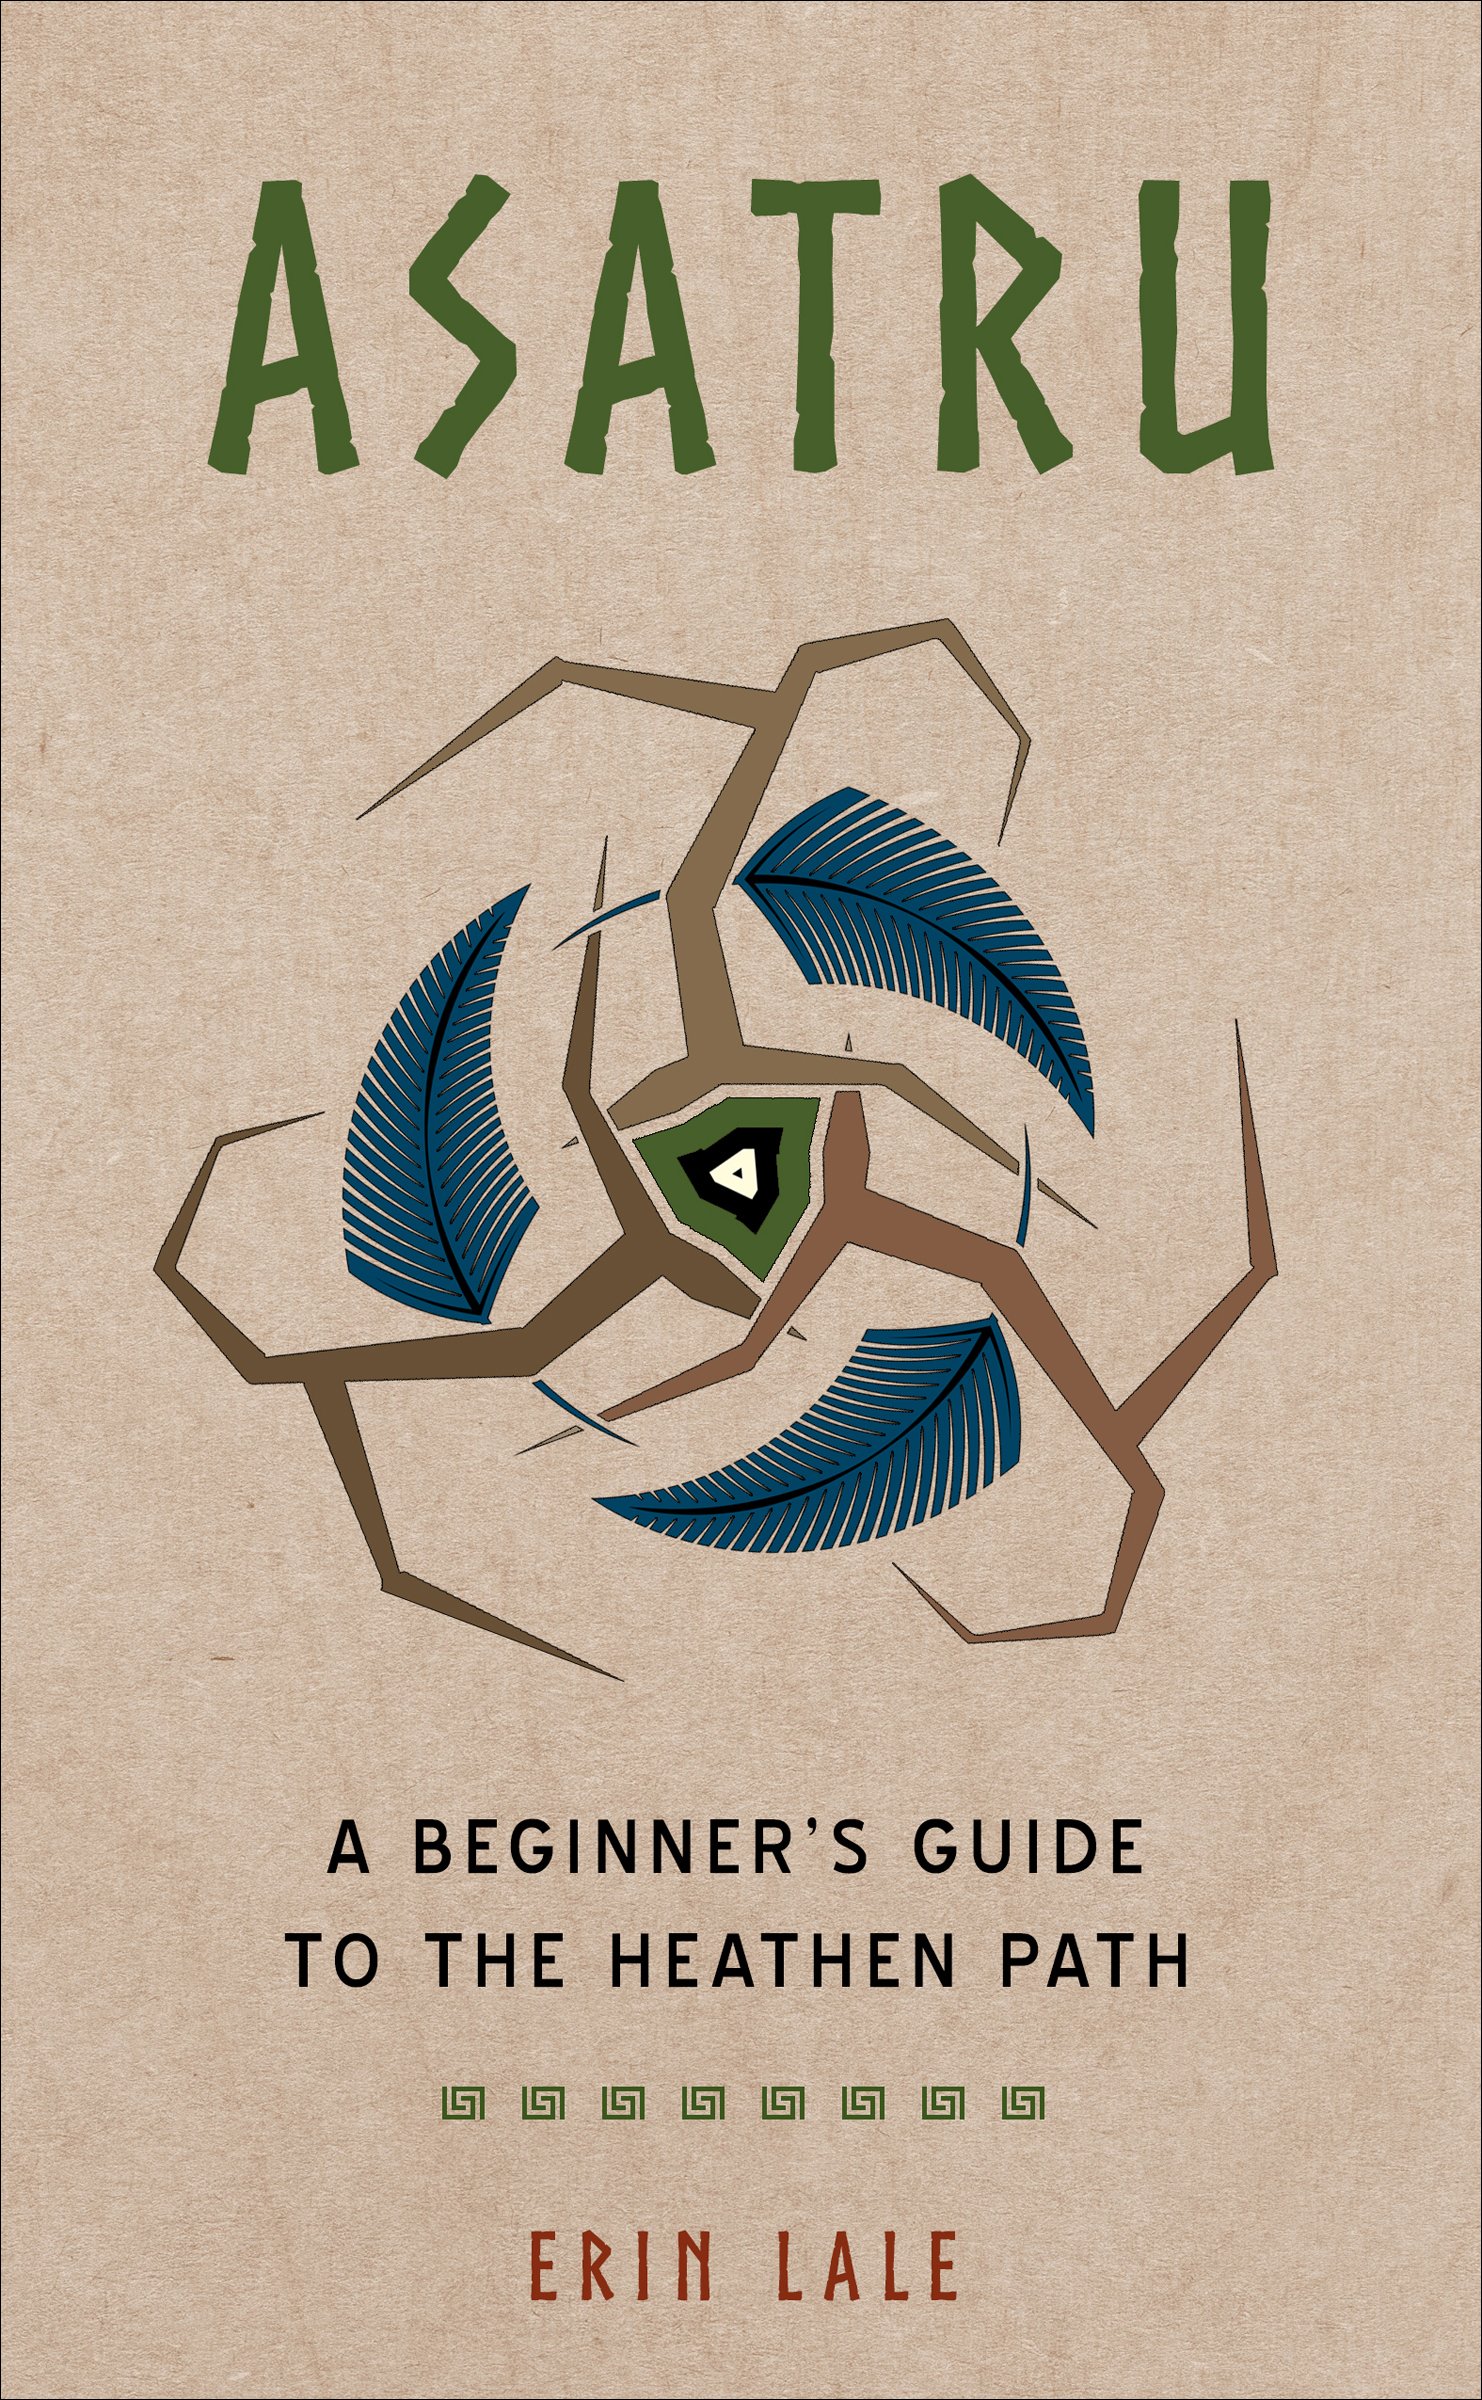 ASATRU
A BEGINNER’S GUIDE
TO THE HEATHEN PATH
ERIN LALE